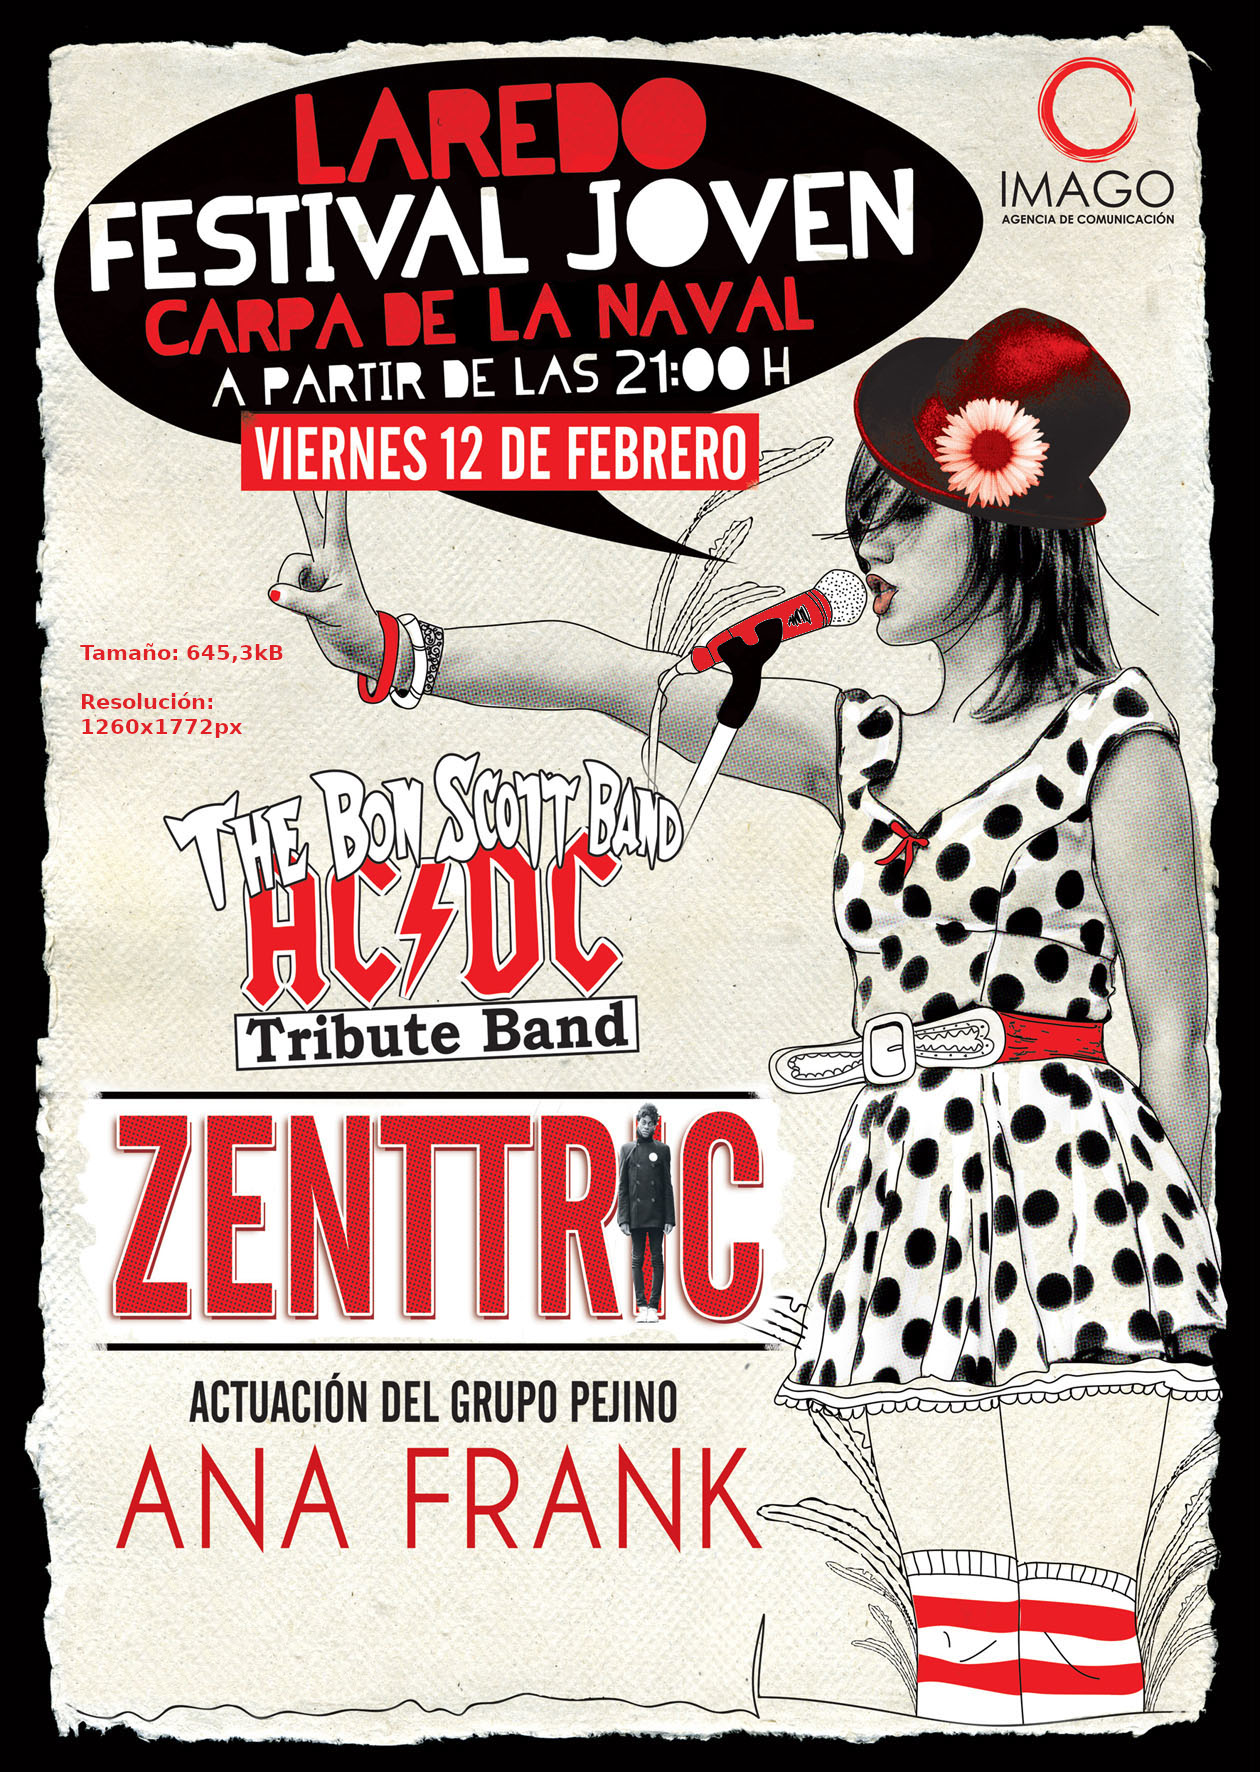 LAREDO
FESTIVAL JOVEN
CARPA DE LA NAVAL
A PARTIR DE LAS 21:00 H
VIERNES 12 DE FEBRERO
IMAGO
AGENCIA DE COMUNICACIÓN
Tamaño: 645,3kB
Resolución:
1260x1772px
THE BON SCOTT BAND
AC/DC
Tribute Band
ZENTTRIC
ACTUACIÓN DEL GRUPO PEJINO
ANA FRANK